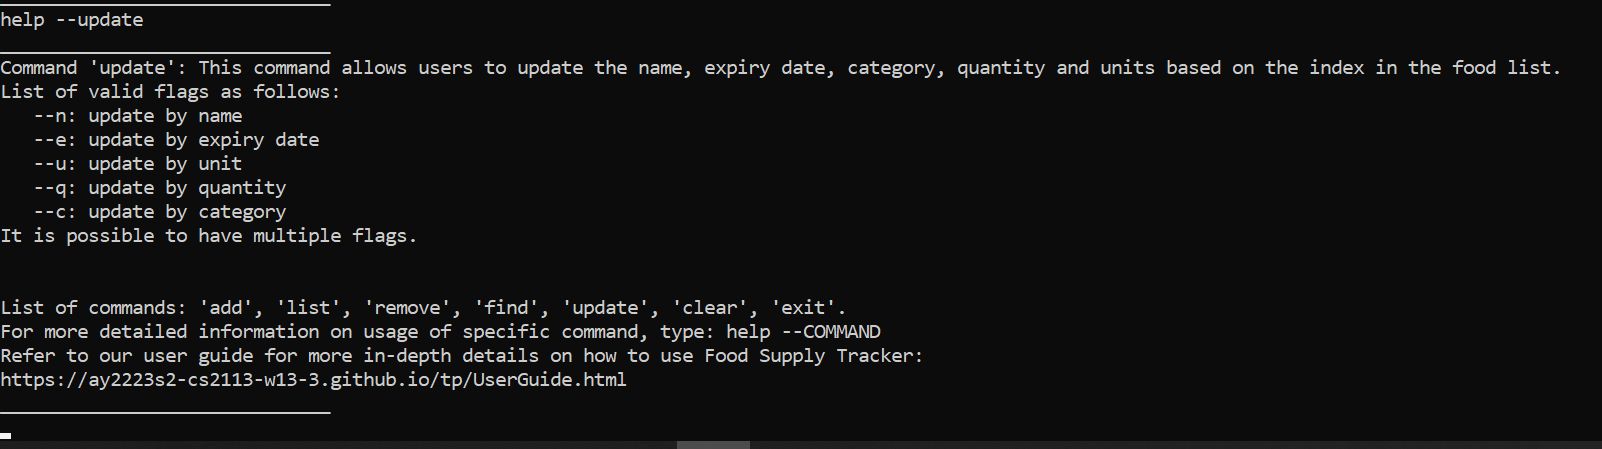 help --update
Command 'update': This command allows users to update the name, expiry date, category, quantity and units based on the index in the food list.
List of valid flags as follows:
   --n: update by name
   --e: update by expiry date
   --u: update by unit
   --q: update by quantity
   --c: update by category
It is possible to have multiple flags.
List of commands: 'add', 'list', 'remove', 'find', 'update', 'clear', 'exit'.
For more detailed information on usage of specific command, type: help --COMMAND
Refer to our user guide for more in-depth details on how to use Food Supply Tracker:
https://ay2223s2-cs2113-w13-3.github.io/tp/UserGuide.html